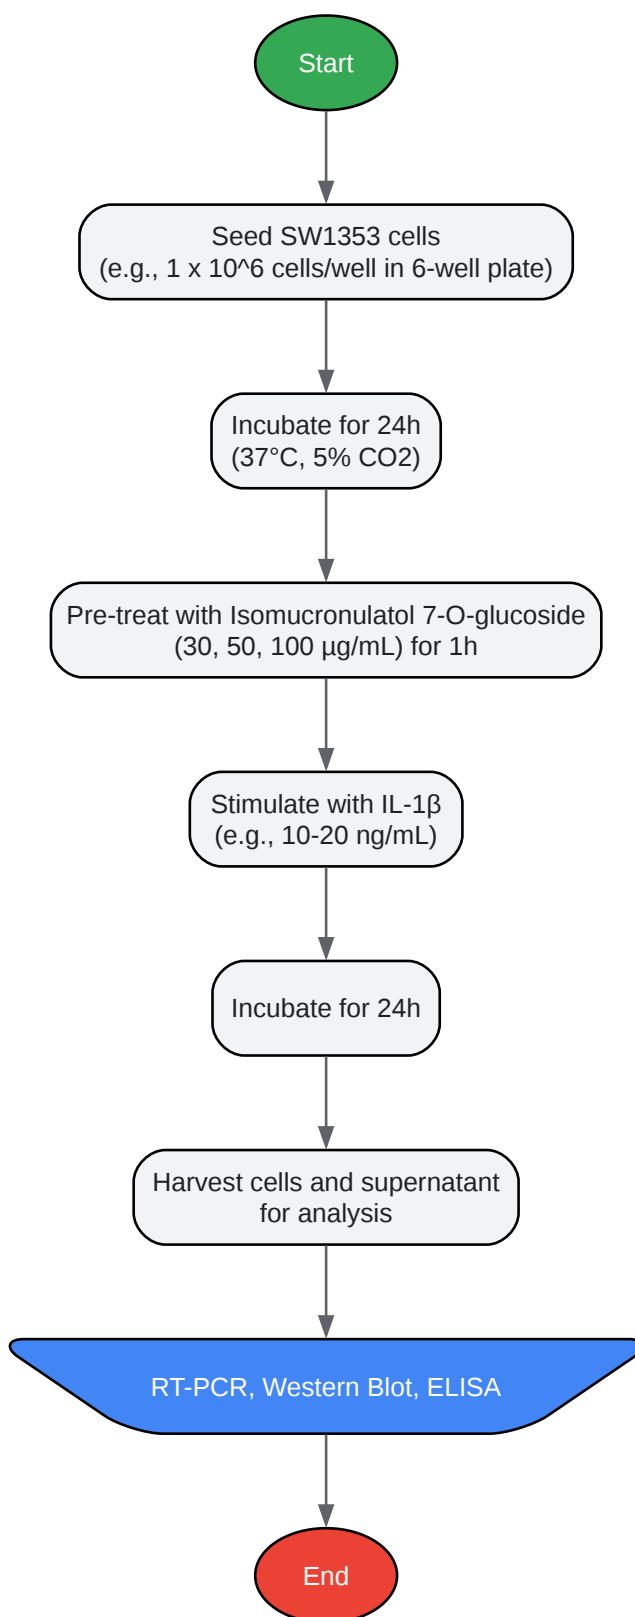 Start
Seed SW1353 cells
(e.g., 1 x 10^6 cells/well in 6-well plate)
Incubate for 24h
(37°C, 5% CO2)
Pre-treat with Isomucronulatol 7-O-glucoside
(30, 50, 100 µg/mL) for 1h
Stimulate with IL-1β
(e.g., 10-20 ng/mL)
Incubate for 24h
Harvest cells and supernatant
for analysis
RT-PCR, Western Blot, ELISA
End